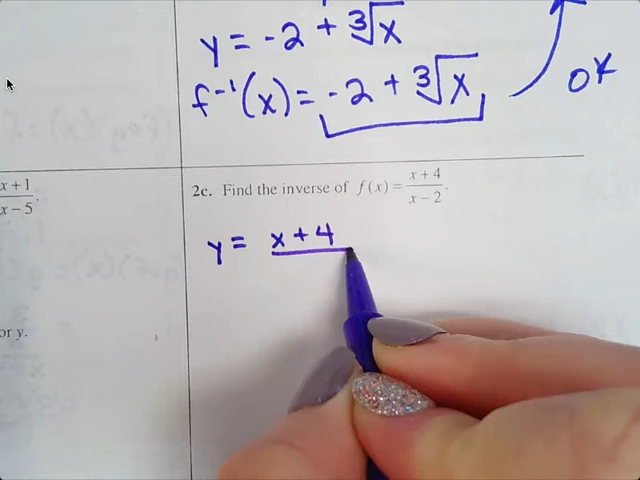 y = -2 + ∛x
f⁻¹(x) = -2 + ∛x
ok
x+1
x−5
.
2c. Find the inverse of f(x) = (x+4)/(x−2).
y = x+4
or y.